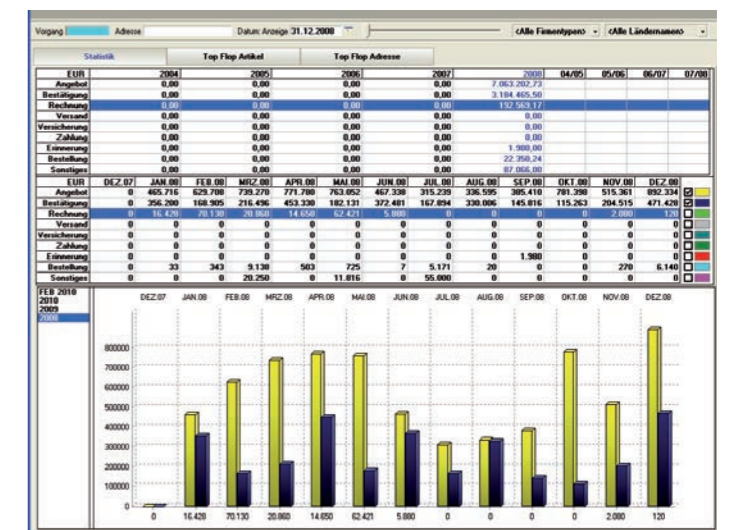 Vorgang Adresse Datum: Anzeige 31.12.2008 <Alle Firmentypen> <Alle Ländernamen>
Statistik Top Flop Artikel Top Flop Adresse
EUR 2004 2005 2006 2007 2008 04/05 05/06 06/07 07/08
Angebot 0,00 0,00 0,00 0,00 7.063.202,73
Bestätigung 0,00 0,00 0,00 0,00 3.184.465,50
Rechnung 0,00 0,00 0,00 0,00 192.569,17
Versand 0,00 0,00 0,00 0,00 0,00
Versicherung 0,00 0,00 0,00 0,00 0,00
Zahlung 0,00 0,00 0,00 0,00 0,00
Erinnerung 0,00 0,00 0,00 0,00 1.980,00
Bestellung 0,00 0,00 0,00 0,00 22.350,24
Sonstiges 0,00 0,00 0,00 0,00 87.066,00
EUR DEZ.07 JAN.08 FEB.08 MRZ.08 APR.08 MAI.08 JUN.08 JUL.08 AUG.08 SEP.08 OKT.08 NOV.08 DEZ.08
Angebot 0 465.716 629.708 739.270 771.780 763.052 467.338 315.239 336.595 385.410 781.398 515.361 892.334
Bestätigung 0 356.200 168.905 216.496 453.330 182.131 372.481 167.894 330.006 145.816 115.263 204.515 471.428
Rechnung 0 16.428 70.130 20.860 14.650 62.421 5.880 0 0 0 0 2.080 120
Versand 0 0 0 0 0 0 0 0 0 0 0 0 0
Versicherung 0 0 0 0 0 0 0 0 0 0 0 0 0
Zahlung 0 0 0 0 0 0 0 0 0 0 0 0 0
Erinnerung 0 0 0 0 0 0 0 0 0 1.980 0 0 0
Bestellung 0 33 343 9.138 503 725 7 5.171 20 0 0 270 6.140
Sonstiges 0 0 0 20.250 0 11.816 0 55.000 0 0 0 0 0
FEB 2010
2010
2009
2008
DEZ.07 JAN.08 FEB.08 MRZ.08 APR.08 MAI.08 JUN.08 JUL.08 AUG.08 SEP.08 OKT.08 NOV.08 DEZ.08
800000
700000
600000
500000
400000
300000
200000
100000
0
0 16.428 70.130 20.860 14.650 62.421 5.880 0 0 0 0 2.080 120